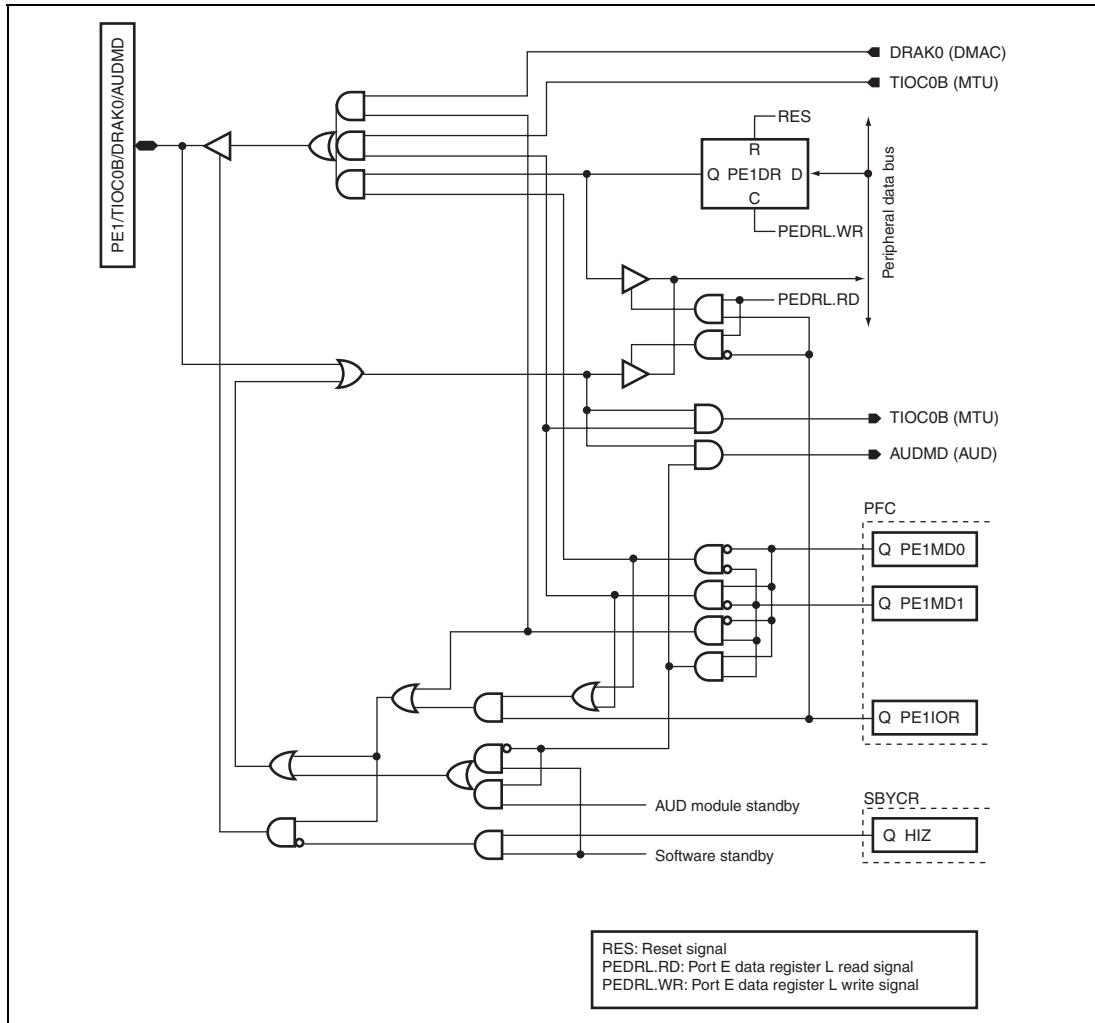 PE1/TIOC0B/DRAK0/AUDMD
DRAK0 (DMAC)
TIOC0B (MTU)
RES
R
Q PE1DR D
C
PEDRL.WR
Peripheral data bus
PEDRL.RD
TIOC0B (MTU)
AUDMD (AUD)
PFC
Q PE1MD0
Q PE1MD1
Q PE1IOR
AUD module standby
SBYCR
Q HIZ
Software standby
RES: Reset signal
PEDRL.RD: Port E data register L read signal
PEDRL.WR: Port E data register L write signal